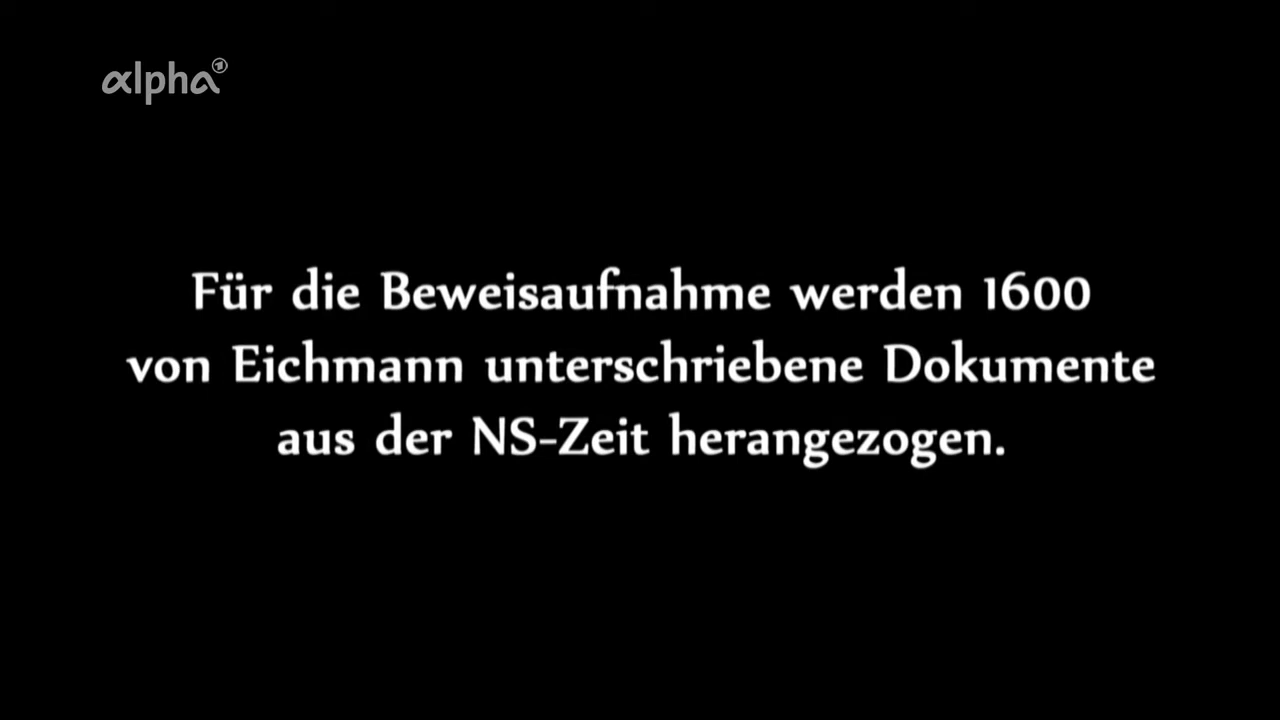 alpha
Für die Beweisaufnahme werden 1600
von Eichmann unterschriebene Dokumente
aus der NS-Zeit herangezogen.